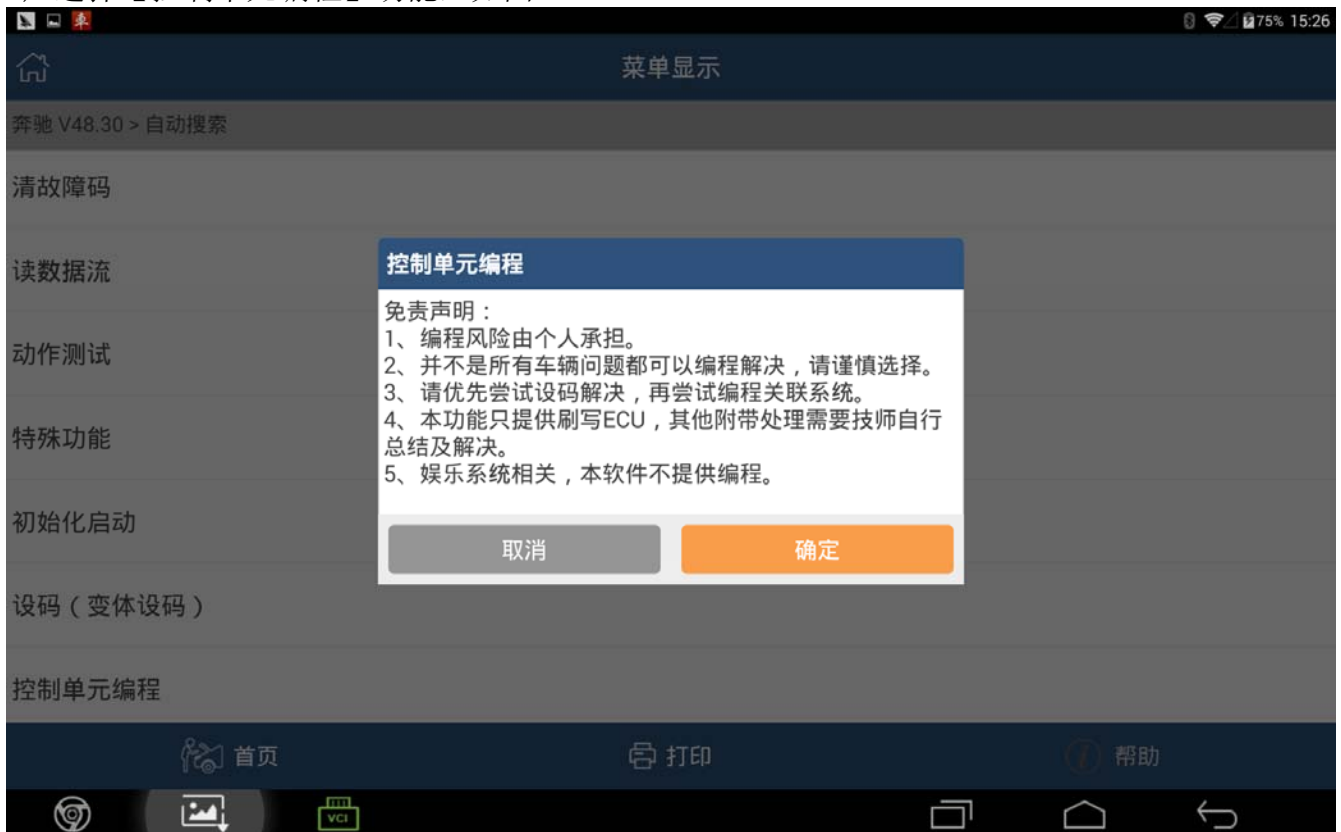 75% 15:26
菜单显示
奔驰 V48.30 > 自动搜索
清故障码
读数据流
动作测试
特殊功能
初始化启动
设码（变体设码）
控制单元编程
控制单元编程
免责声明：
1、编程风险由个人承担。
2、并不是所有车辆问题都可以编程解决，请谨慎选择。
3、请优先尝试设码解决，再尝试编程关联系统。
4、本功能只提供刷写ECU，其他附带处理需要技师自行
总结及解决。
5、娱乐系统相关，本软件不提供编程。
取消
确定
首页
打印
帮助
VCI